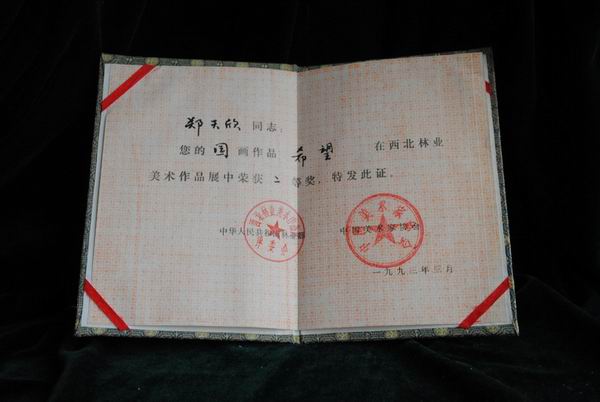 郑天欣 同志：
您的 国 画作品 希望 在西北林业
美术作品展中荣获 二 等奖，特发此证。
中华人民共和国林业部 中国美术家协会
一九九三年三月